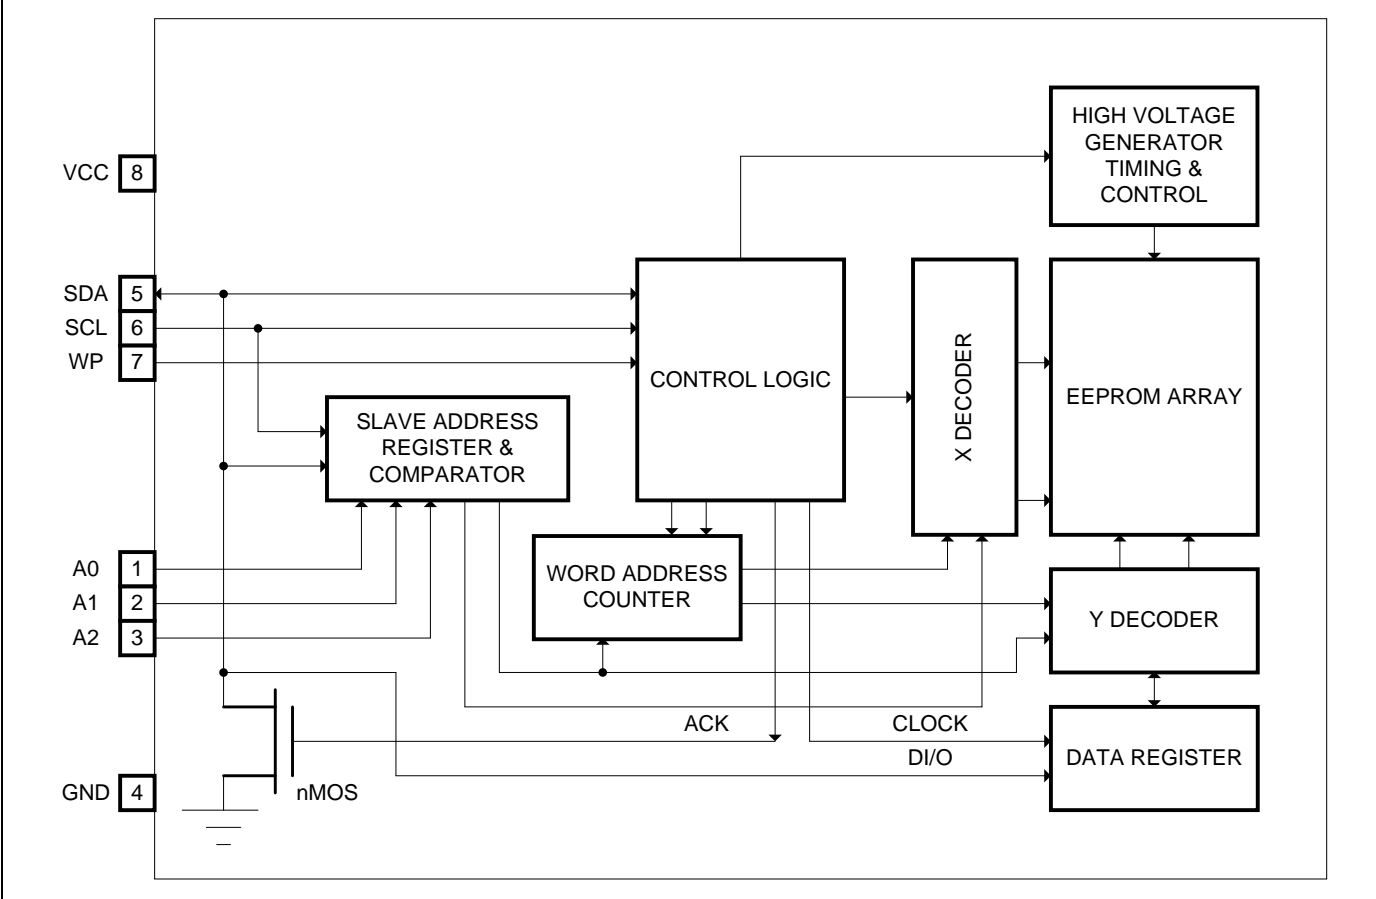 HIGH VOLTAGE
GENERATOR
TIMING &
CONTROL
VCC 8
SDA 5
SCL 6
WP 7
CONTROL LOGIC
X DECODER
EEPROM ARRAY
SLAVE ADDRESS
REGISTER &
COMPARATOR
A0 1
A1 2
A2 3
WORD ADDRESS
COUNTER
Y DECODER
ACK
CLOCK
DI/O
DATA REGISTER
GND 4
nMOS